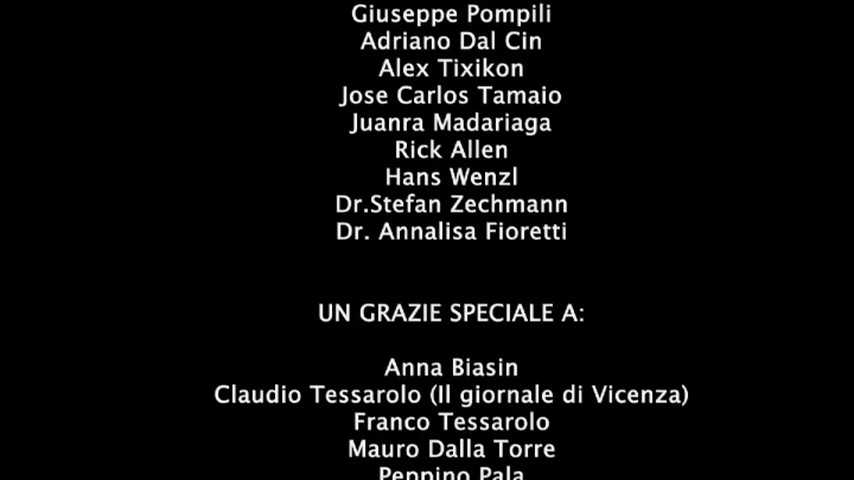 Giuseppe Pompili
Adriano Dal Cin
Alex Tixikon
Jose Carlos Tamaio
Juanra Madariaga
Rick Allen
Hans Wenzl
Dr.Stefan Zechmann
Dr. Annalisa Fioretti
UN GRAZIE SPECIALE A:
Anna Biasin
Claudio Tessarolo (Il giornale di Vicenza)
Franco Tessarolo
Mauro Dalla Torre
Peppino Pala